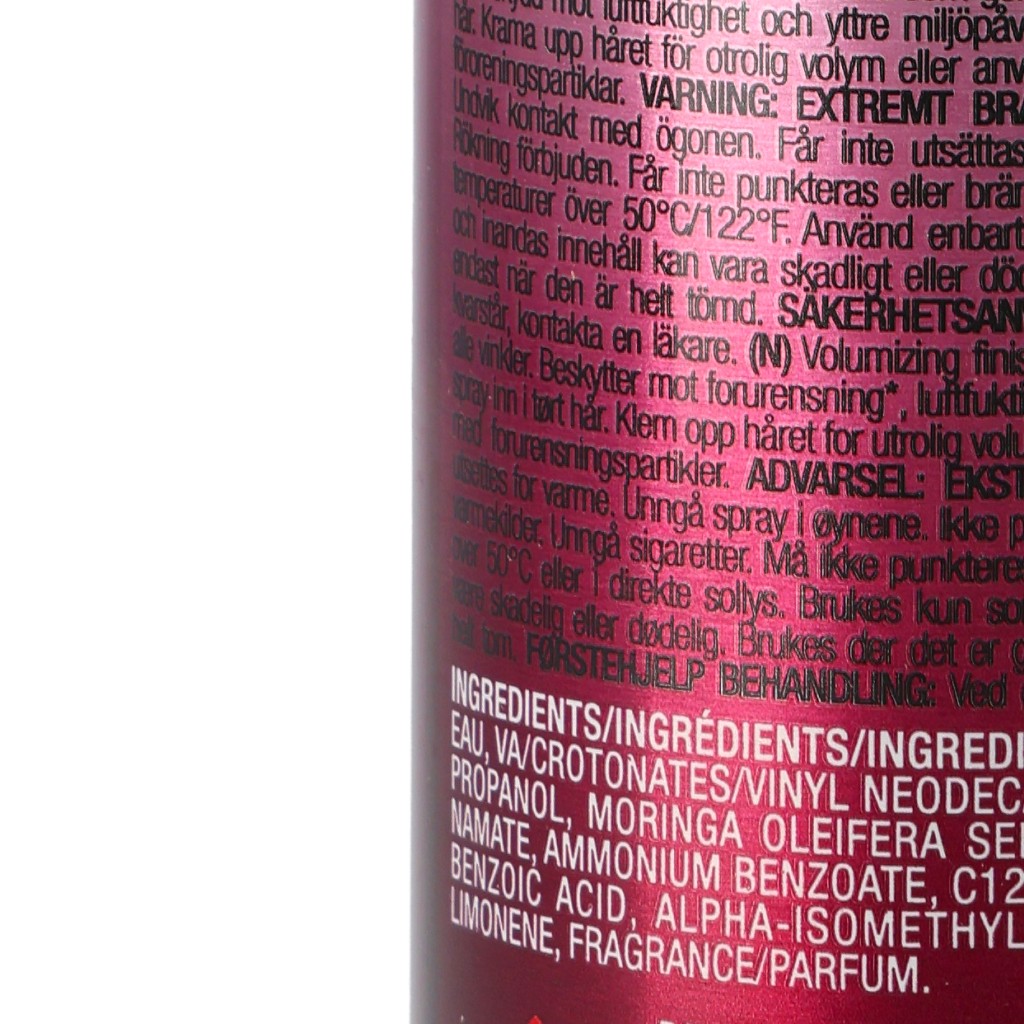 mot luftfuktighet och yttre miljöpåv
hår. Krama upp håret för otrolig volym eller anv
föroreningspartiklar. VARNING: EXTREMT BRA
Undvik kontakt med ögonen. Får inte utsättas
Rökning förbjuden. Får inte punkteras eller brän
temperaturer över 50°C/122°F. Använd enbart
och inandas innehåll kan vara skadligt eller död
endast när den är helt tömd. SÄKERHETSAN
kvarstår, kontakta en läkare. (N) Volumizing finis
alle vinkler. Beskytter mot forurensning*, luftfukti
spray inn i tørt hår. Klem opp håret for utrolig volu
med forurensningspartikler. ADVARSEL: EKST
utsettes for varme. Unngå spray i øynene. Ikke p
varmekilder. Unngå sigaretter. Må ikke punktere
over 50°C eller i direkte sollys. Brukes kun so
være skadelig eller dødelig. Brukes der det er g
helt tom. FØRSTEHJELP BEHANDLING: Ved
INGREDIENTS/INGRÉDIENTS/INGREDI
EAU, VA/CROTONATES/VINYL NEODECA
PROPANOL, MORINGA OLEIFERA SEE
NAMATE, AMMONIUM BENZOATE, C12
BENZOIC ACID, ALPHA-ISOMETHYL
LIMONENE, FRAGRANCE/PARFUM.